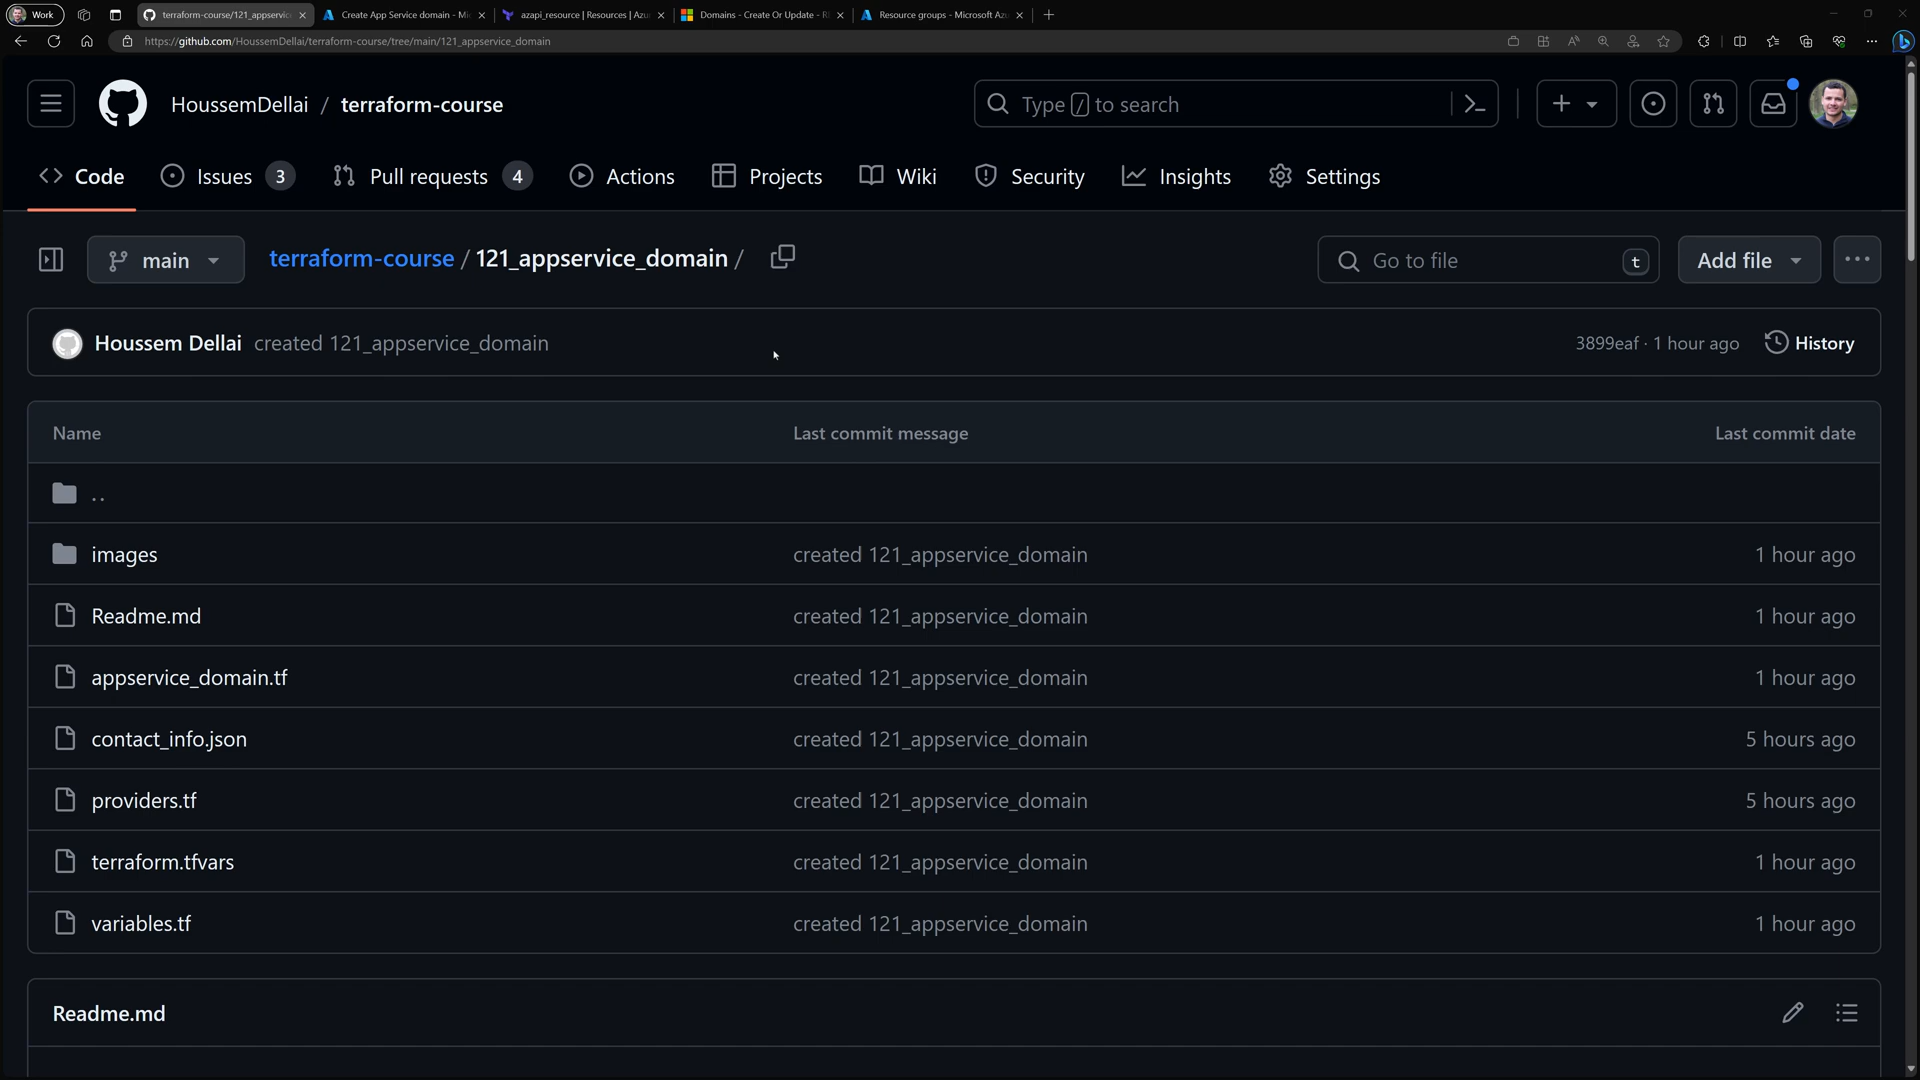 Work
terraform-course/121_appservic
Create App Service domain - Mi
azapi_resource | Resources | Azu
Domains - Create Or Update - R
Resource groups - Microsoft Az
https://github.com/HoussemDellai/terraform-course/tree/main/121_appservice_domain
HoussemDellai / terraform-course
Type / to search
Code
Issues 3
Pull requests 4
Actions
Projects
Wiki
Security
Insights
Settings
main
terraform-course / 121_appservice_domain /
Go to file t
Add file
Houssem Dellai created 121_appservice_domain
3899eaf · 1 hour ago
History
Name Last commit message Last commit date
..
images created 121_appservice_domain 1 hour ago
Readme.md created 121_appservice_domain 1 hour ago
appservice_domain.tf created 121_appservice_domain 1 hour ago
contact_info.json created 121_appservice_domain 5 hours ago
providers.tf created 121_appservice_domain 5 hours ago
terraform.tfvars created 121_appservice_domain 1 hour ago
variables.tf created 121_appservice_domain 1 hour ago
Readme.md